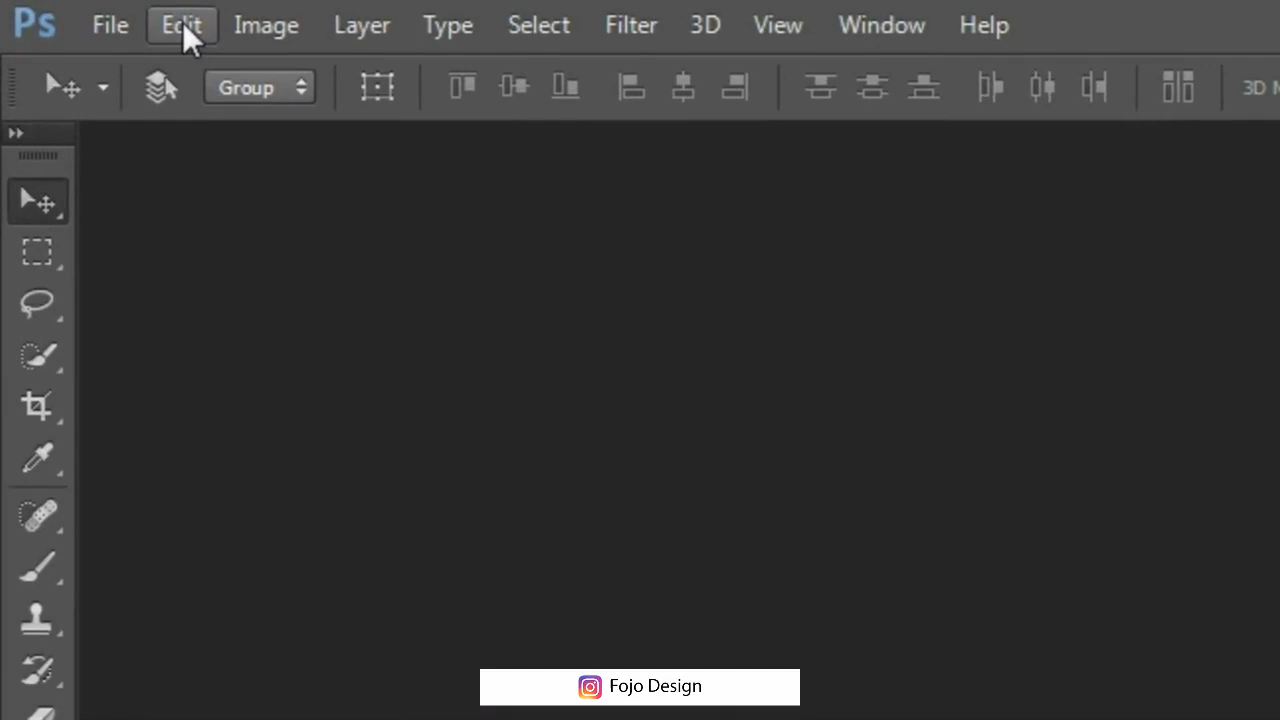 Ps File Edit Image Layer Type Select Filter 3D View Window Help
Group 3D
Fojo Design